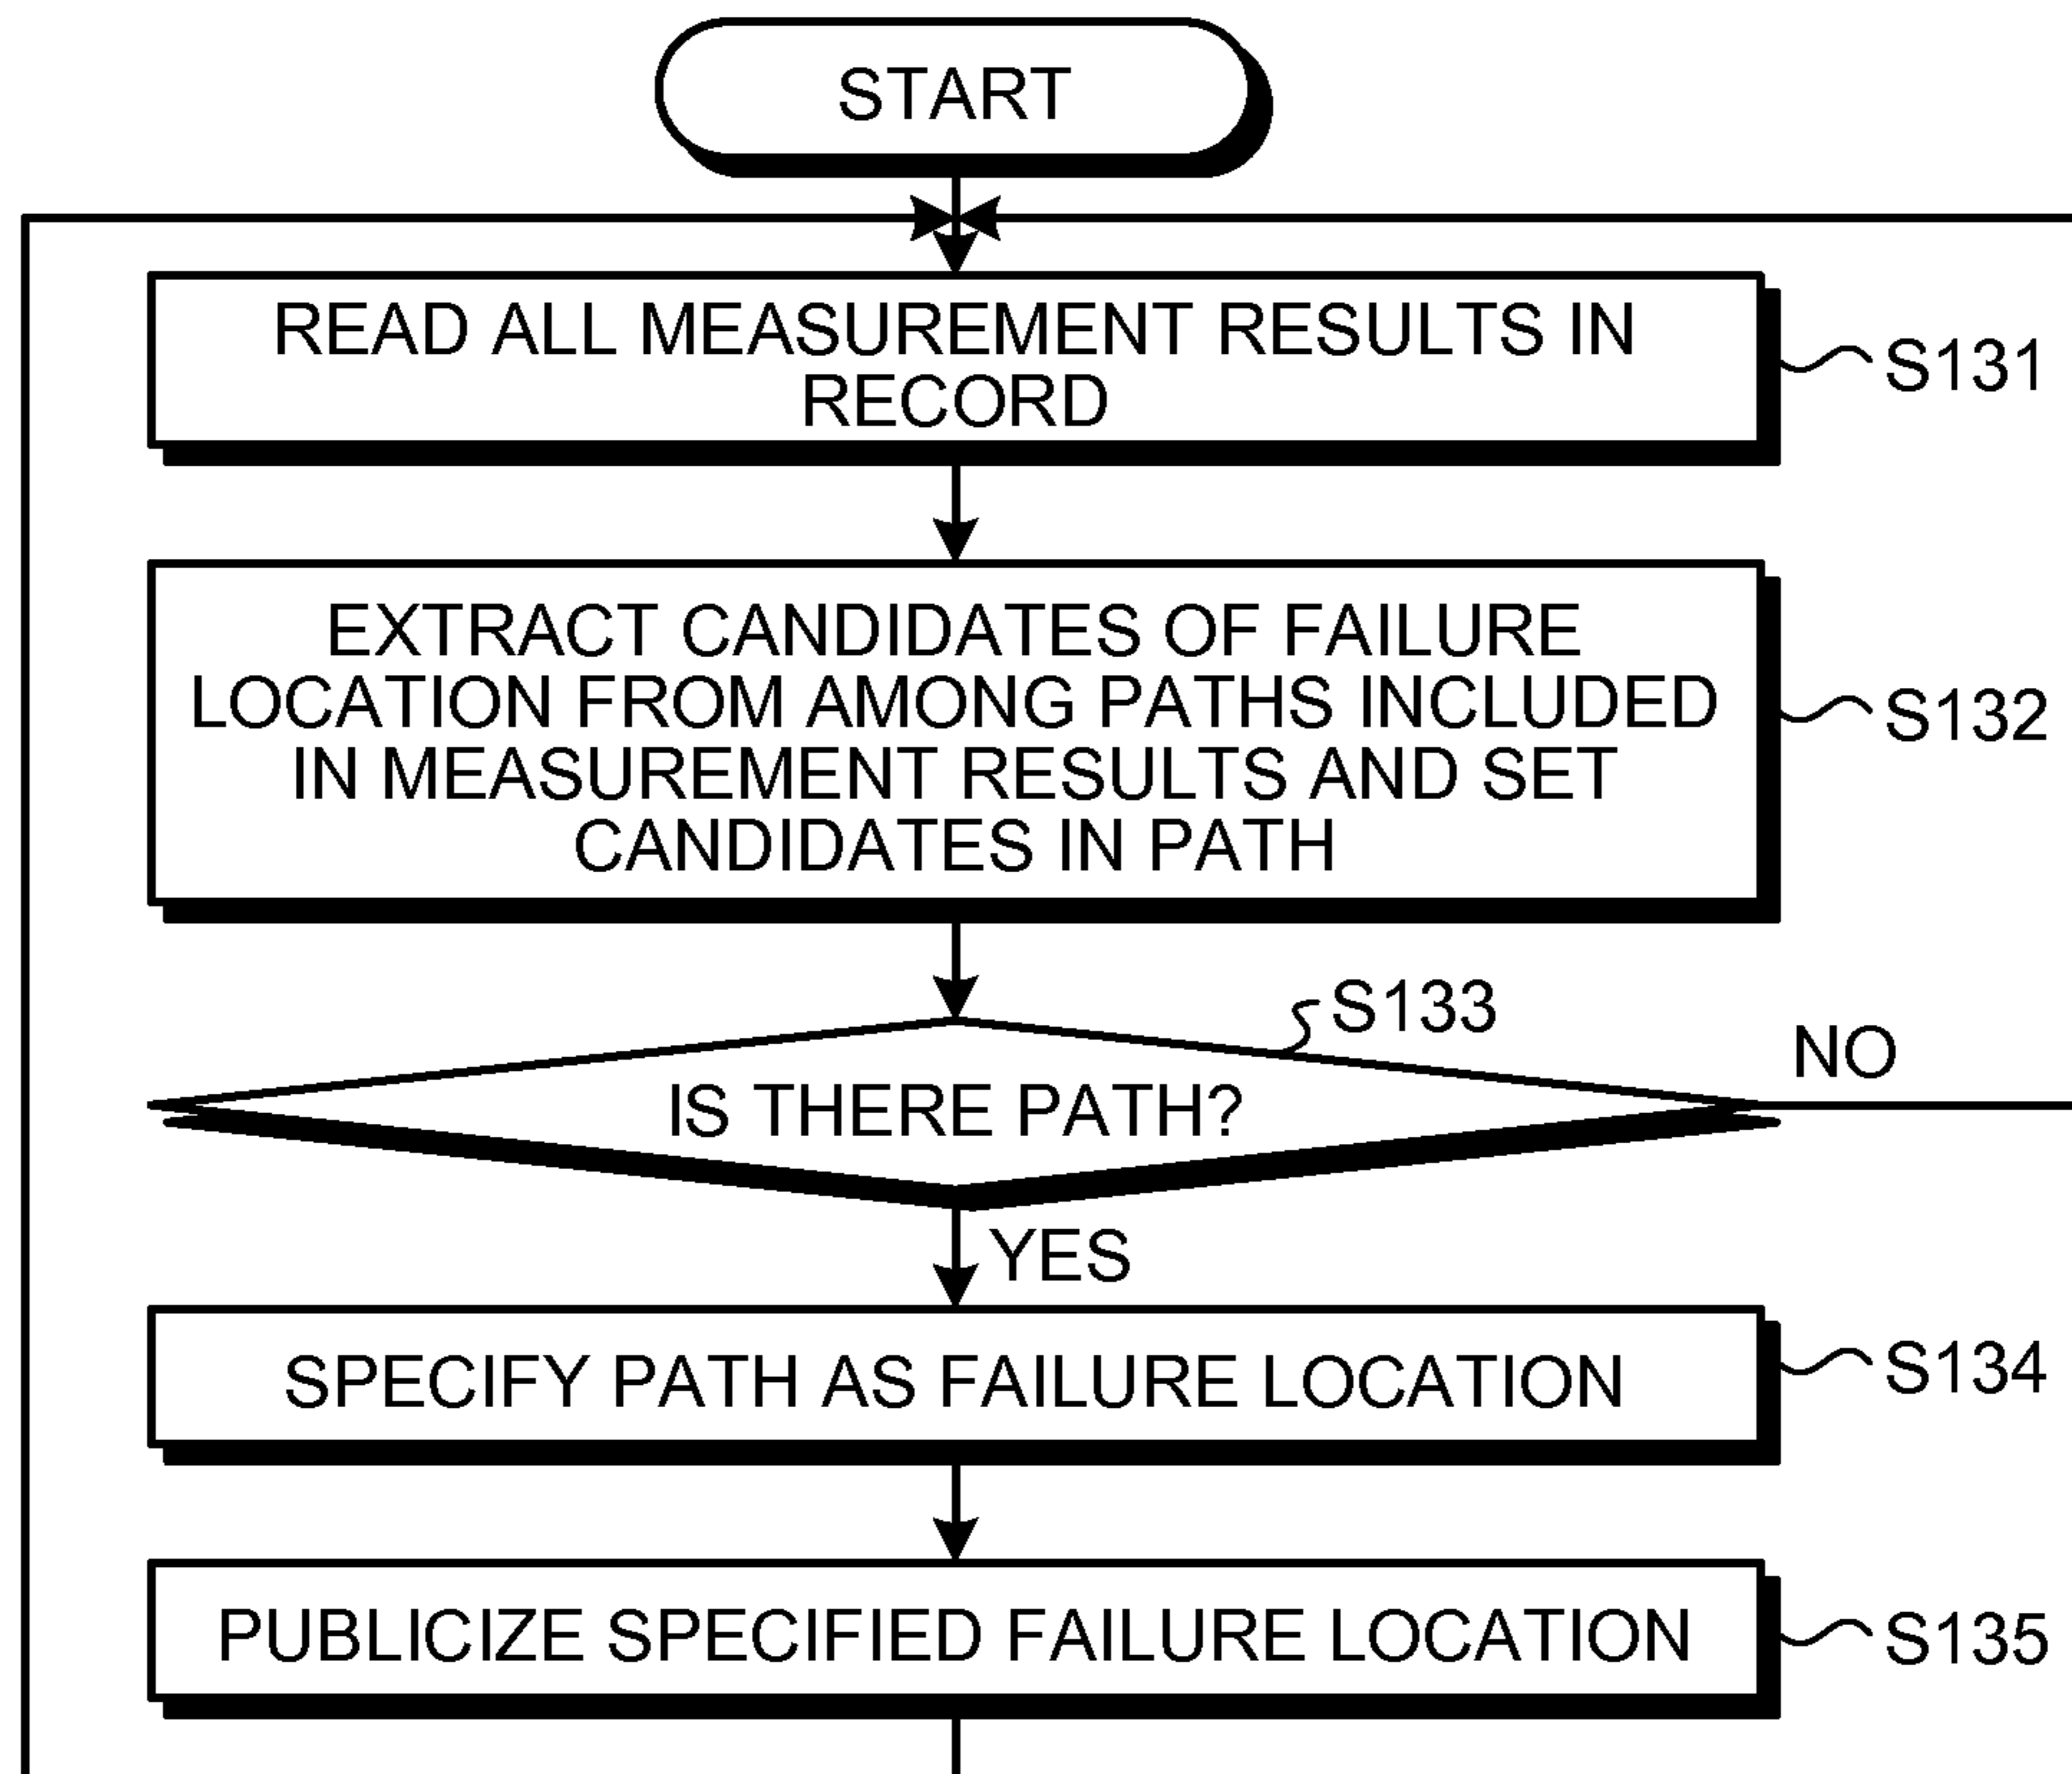 START
READ ALL MEASUREMENT RESULTS IN
RECORD
S131
EXTRACT CANDIDATES OF FAILURE
LOCATION FROM AMONG PATHS INCLUDED
IN MEASUREMENT RESULTS AND SET
CANDIDATES IN PATH
S132
S133
IS THERE PATH?
NO
YES
SPECIFY PATH AS FAILURE LOCATION
S134
PUBLICIZE SPECIFIED FAILURE LOCATION
S135